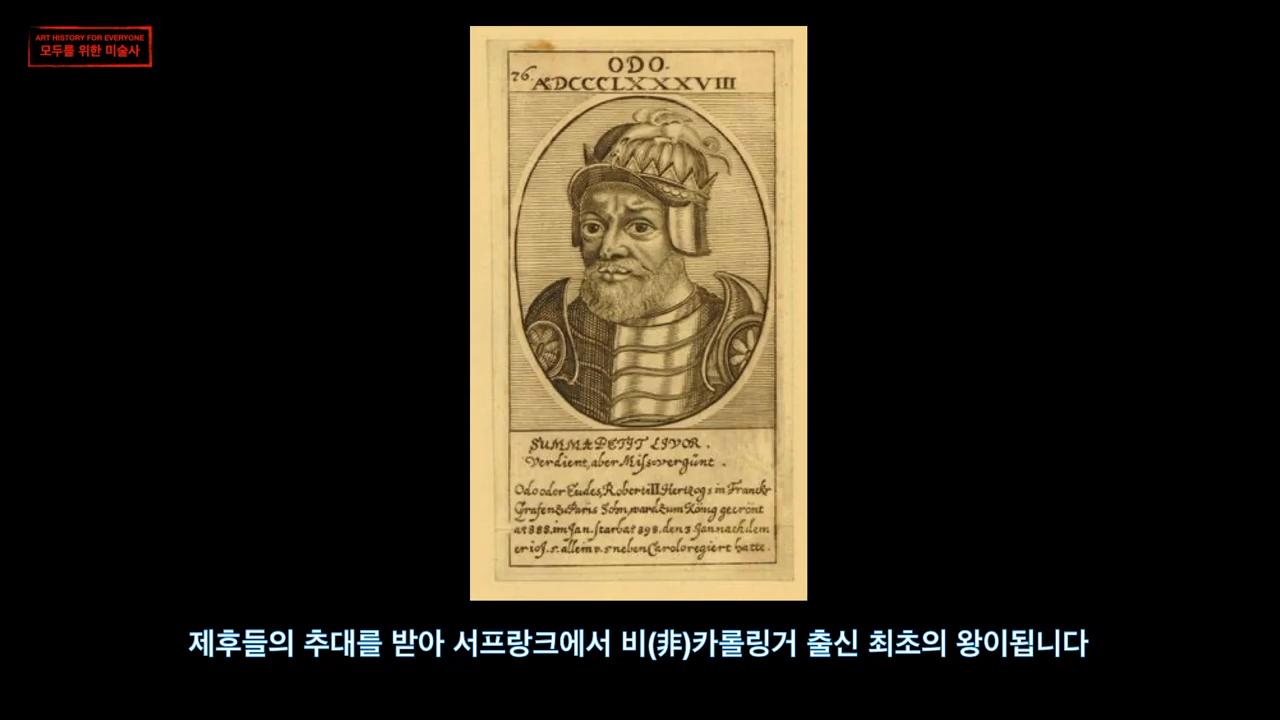 ART HISTORY FOR EVERYONE
모두를 위한 미술사
ODO.
76. AƎDCCCLXXXVIII
SUMMA PETIT LIVOR.
Verdient, aber Missvergünt.
Odo oder Eudes, Roberti II Hertzogs in Franckr
Grafen zu Paris Sohn, ward zum König gecrönt
888. im Jan. starb 898. den 3 Jan nach dem
er 10 J. 5. allein v. 5 neben Carolo regiert hatte.
제후들의 추대를 받아 서프랑크에서 비(非)카롤링거 출신 최초의 왕이됩니다